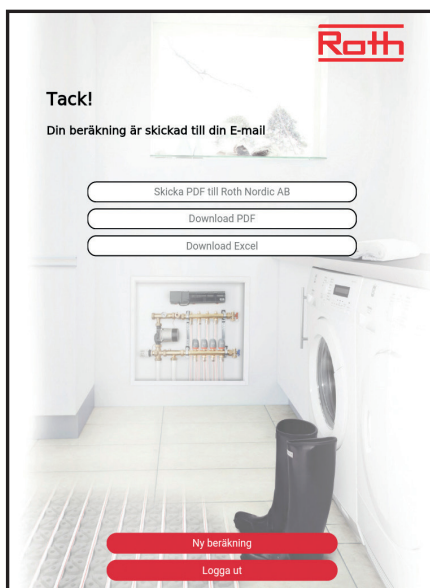 Roth
Tack!
Din beräkning är skickad till din E-mail
Skicka PDF till Roth Nordic AB
Download PDF
Download Excel
Ny beräkning
Logga ut